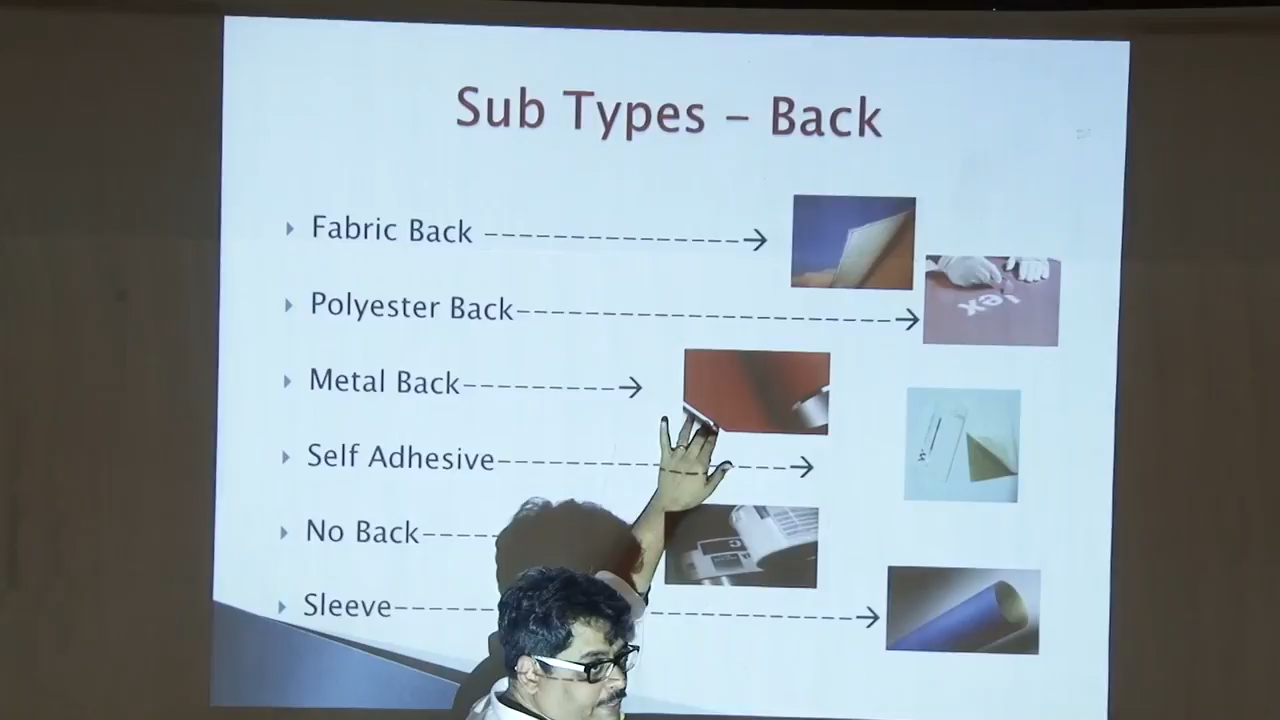 Sub Types – Back
Fabric Back
Polyester Back
Metal Back
Self Adhesive
No Back
Sleeve